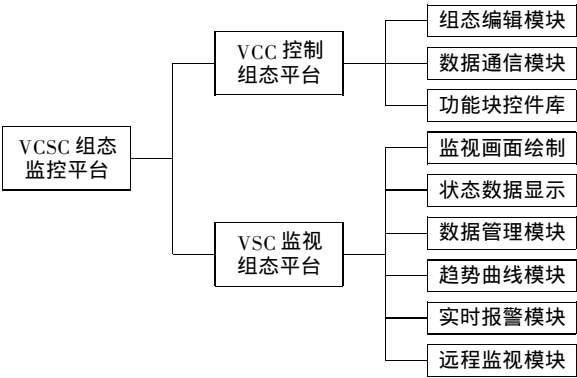 VCSC 组态
监控平台
VCC 控制
组态平台
组态编辑模块
数据通信模块
功能块控件库
VSC 监视
组态平台
监视画面绘制
状态数据显示
数据管理模块
趋势曲线模块
实时报警模块
远程监视模块